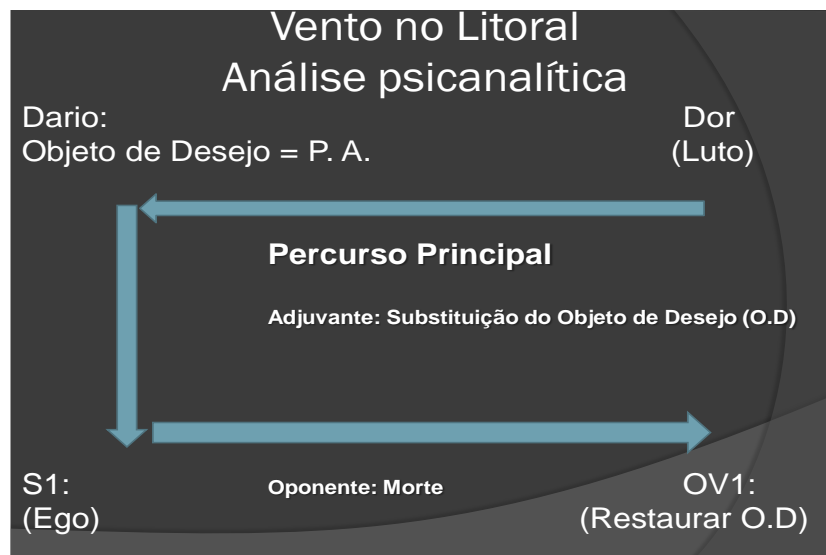 Vento no Litoral
Análise psicanalítica
Dario:
Objeto de Desejo = P. A.
Dor
(Luto)
Percurso Principal
Adjuvante: Substituição do Objeto de Desejo (O.D)
S1:
(Ego)
Oponente: Morte
OV1:
(Restaurar O.D)